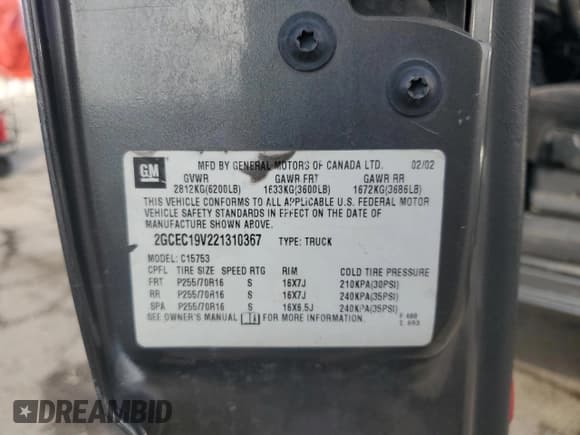 GM
MFD BY GENERAL MOTORS OF CANADA LTD. 02/02
GVWR GAWR FRT GAWR RR
2812KG(6200LB) 1633KG(3600LB) 1672KG(3686LB)
THIS VEHICLE CONFORMS TO ALL APPLICABLE U.S. FEDERAL MOTOR
VEHICLE SAFETY STANDARDS IN EFFECT ON THE DATE OF
MANUFACTURE SHOWN ABOVE.
2GCEC19V221310367 TYPE: TRUCK
MODEL: C15753
CPFL TIRE SIZE SPEED RTG RIM COLD TIRE PRESSURE
FRT P255/70R16 S 16X7J 210KPA(30PSI)
RR P255/70R16 S 16X7J 240KPA(35PSI)
SPA P255/70R16 S 16X6.5J 240KPA(35PSI)
SEE OWNER'S MANUAL FOR MORE INFORMATION.
DREAMBID